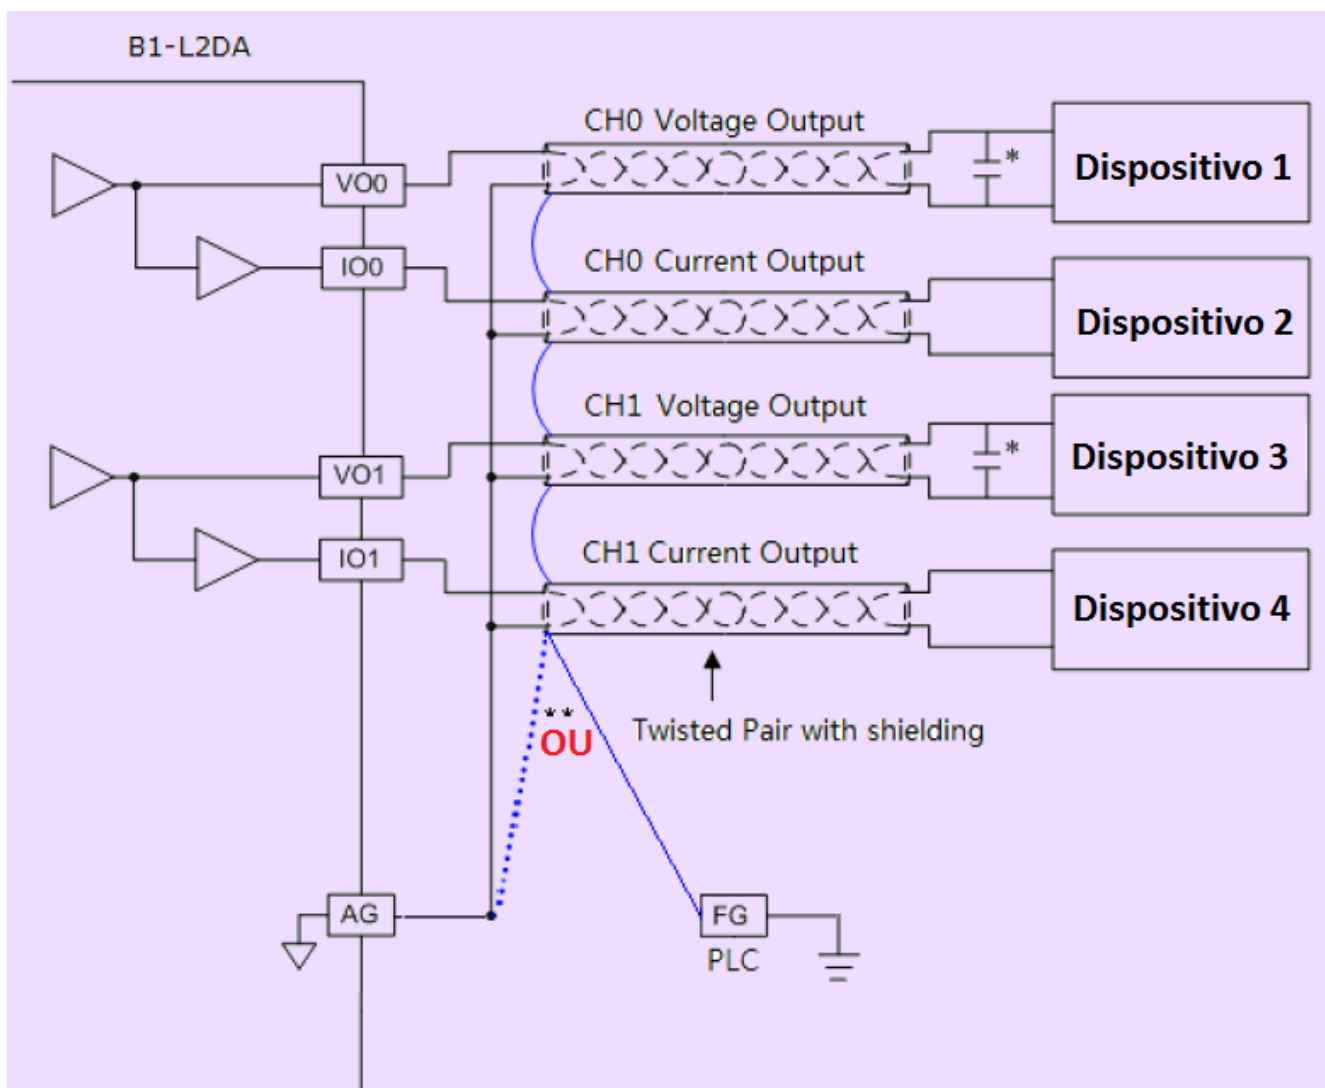 B1-L2DA
CH0 Voltage Output
VO0
*
Dispositivo 1
CH0 Current Output
IO0
Dispositivo 2
CH1 Voltage Output
VO1
*
Dispositivo 3
CH1 Current Output
IO1
Dispositivo 4
**
OU
Twisted Pair with shielding
AG
FG
PLC